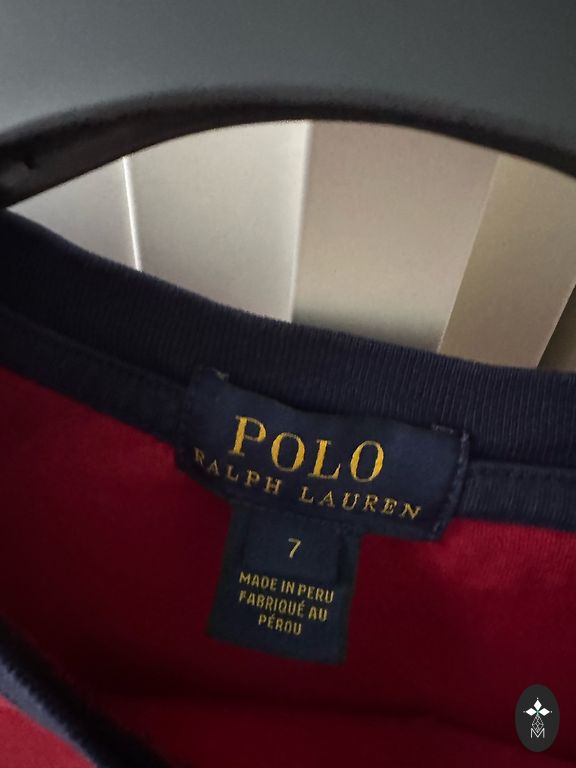 POLO
RALPH LAUREN
7
MADE IN PERU
FABRIQUÉ AU
PÉROU
M